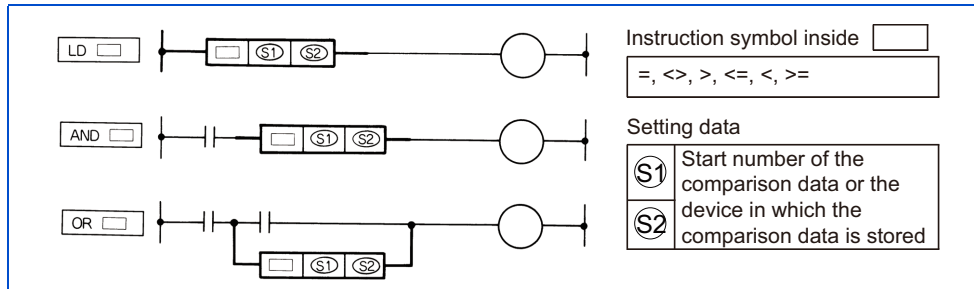 LD
S1 S2
Instruction symbol inside
=, <>, >, <=, <, >=
AND
S1 S2
Setting data
S1
S2
Start number of the
comparison data or the
device in which the
comparison data is stored
OR
S1 S2